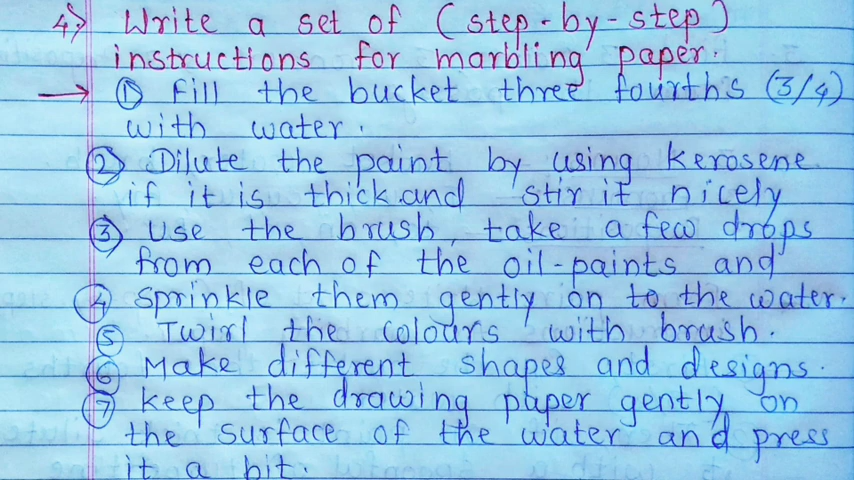 4) Write a set of (step-by-step)
instructions for marbling paper.
→ ① Fill the bucket three fourths (3/4)
with water.
② Dilute the paint by using kerosene
if it is thick.and stir it nicely
③ Use the brush, take a few drops
from each of the oil-paints and
④ sprinkle them gently on to the water.
⑤ Twirl the colours with brush.
⑥ Make different shapes and designs.
⑦ keep the drawing paper gently on
the surface of the water and press
it a bit.